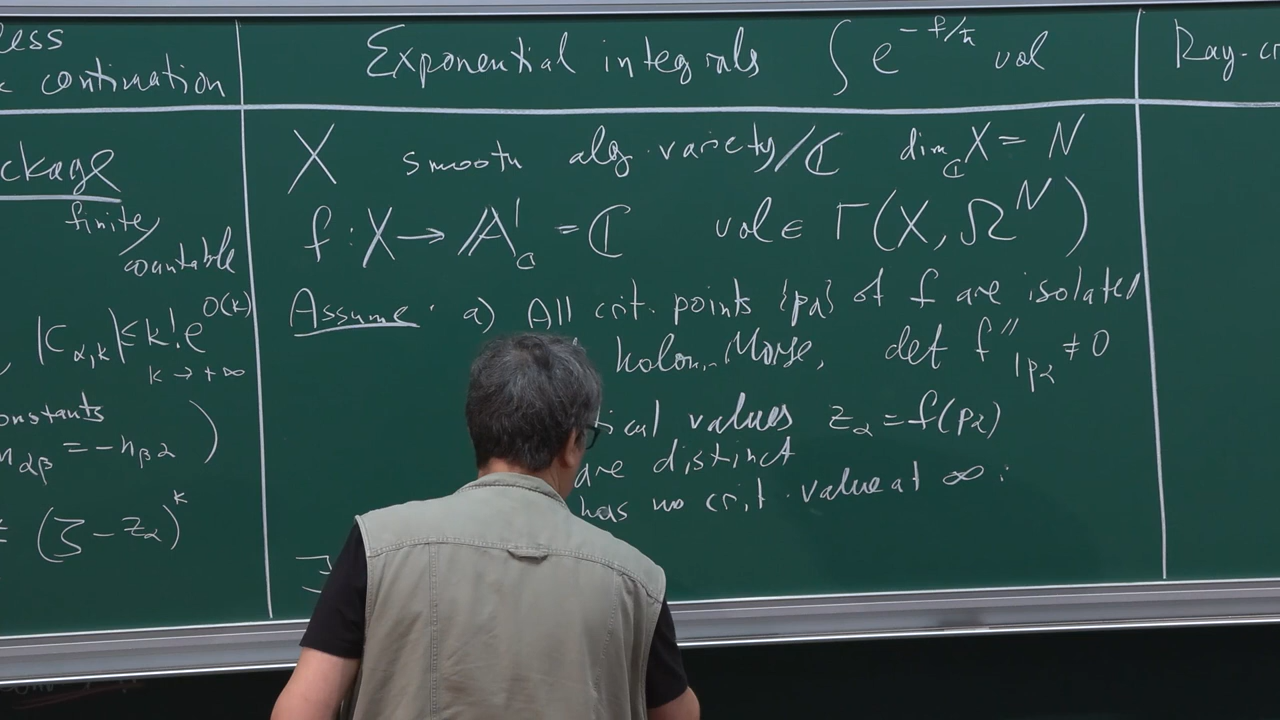 Exponential integrals ∫ e^{-f/ħ} vol
X smooth alg. variety/ℂ dim_ℂ X = N
f : X → 𝔸¹_ℂ = ℂ vol ∈ Γ(X, Ω^N)
Assume: a) All crit. points {p_α} of f are isolated
holom. Morse, det f''|_{p_α} ≠ 0
ical values z_α = f(p_α)
are distinct
has no crit. value at ∞ :
∃
less
continuation
ckage
finite/
countable
, |c_{α,k}| ≤ k! e^{O(k)}
k → +∞
onstants
n_{αβ} = -n_{βα} )
(ζ - z_α)^k
Ray-c